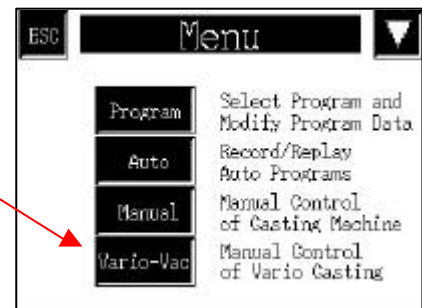 ESC Menu
Program Select Program and
Modify Program Data
Auto Record/Replay
Auto Programs
Manual Manual Control
of Casting Machine
Vario-Vac Manual Control
of Vario Casting